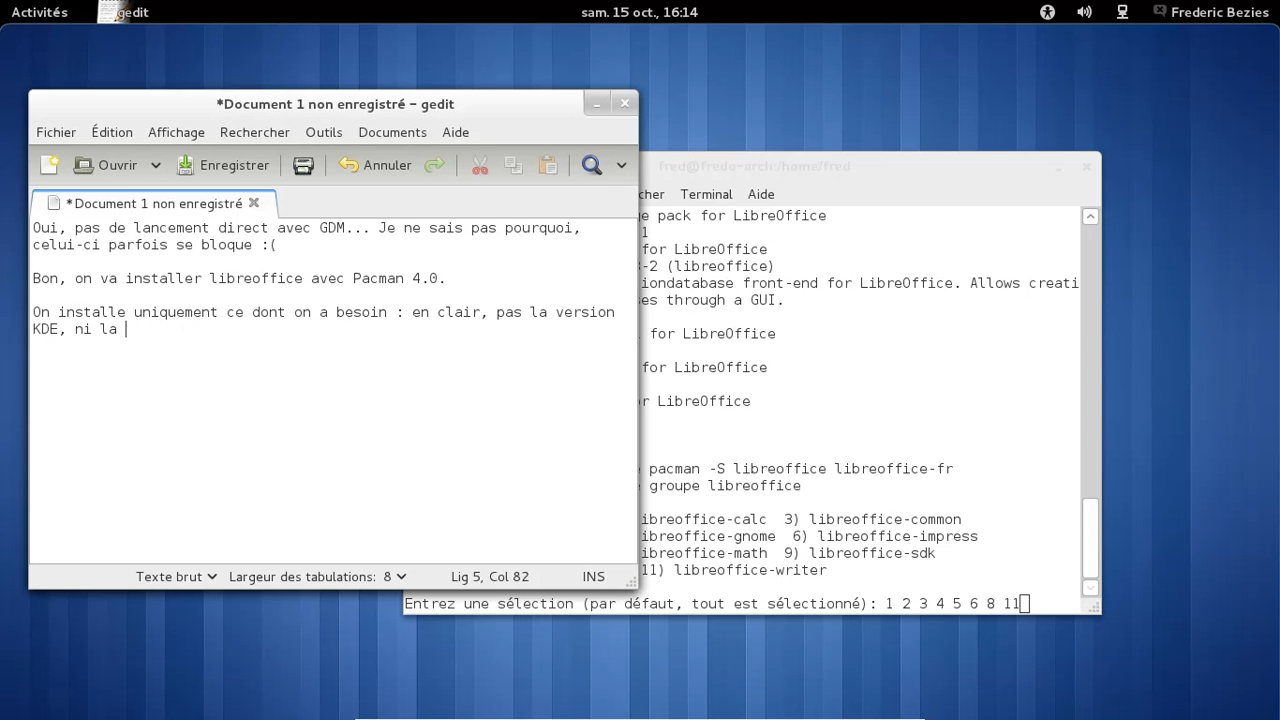 Activités
gedit
sam. 15 oct., 16:14
Frederic Bezies
*Document 1 non enregistré – gedit
Fichier Édition Affichage Rechercher Outils Documents Aide
Ouvrir Enregistrer Annuler
*Document 1 non enregistré
Oui, pas de lancement direct avec GDM... Je ne sais pas pourquoi,
celui-ci parfois se bloque :(
Bon, on va installer libreoffice avec Pacman 4.0.
On installe uniquement ce dont on a besoin : en clair, pas la version
KDE, ni la
Texte brut Largeur des tabulations: 8 Lig 5, Col 82 INS
fred@fredo-arch:/home/fred
cher Terminal Aide
e pack for LibreOffice
1
for LibreOffice
3-2 (libreoffice)
iondatabase front-end for LibreOffice. Allows creati
ses through a GUI.
for LibreOffice
for LibreOffice
or LibreOffice
pacman -S libreoffice libreoffice-fr
groupe libreoffice
ibreoffice-calc 3) libreoffice-common
ibreoffice-gnome 6) libreoffice-impress
ibreoffice-math 9) libreoffice-sdk
11) libreoffice-writer
Entrez une sélection (par défaut, tout est sélectionné): 1 2 3 4 5 6 8 11